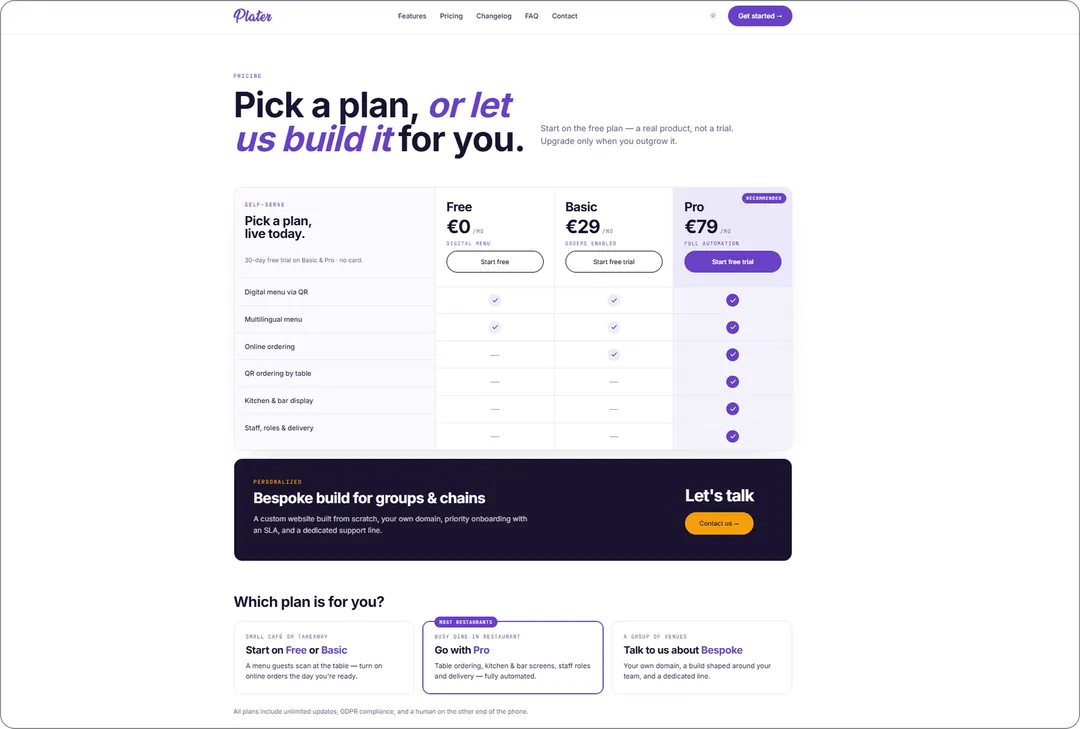 Plater
Features Pricing Changelog FAQ Contact
Get started →
PRICING
Pick a plan, or let
us build it for you.
Start on the free plan — a real product, not a trial.
Upgrade only when you outgrow it.
SELF-SERVE
Pick a plan,
live today.
30-day free trial on Basic & Pro · no card.
Free
€0 /MO
DIGITAL MENU
Start free
Basic
€29 /MO
ORDERS ENABLED
Start free trial
RECOMMENDED
Pro
€79 /MO
FULL AUTOMATION
Start free trial
Digital menu via QR
Multilingual menu
Online ordering
QR ordering by table
Kitchen & bar display
Staff, roles & delivery
PERSONALIZED
Bespoke build for groups & chains
A custom website built from scratch, your own domain, priority onboarding with
an SLA, and a dedicated support line.
Let's talk
Contact us →
Which plan is for you?
SMALL CAFÉ OR TAKEAWAY
Start on Free or Basic
A menu guests scan at the table — turn on
online orders the day you're ready.
MOST RESTAURANTS
BUSY DINE-IN RESTAURANT
Go with Pro
Table ordering, kitchen & bar screens, staff roles
and delivery — fully automated.
A GROUP OF VENUES
Talk to us about Bespoke
Your own domain, a build shaped around your
team, and a dedicated line.
All plans include unlimited updates, GDPR compliance, and a human on the other end of the phone.